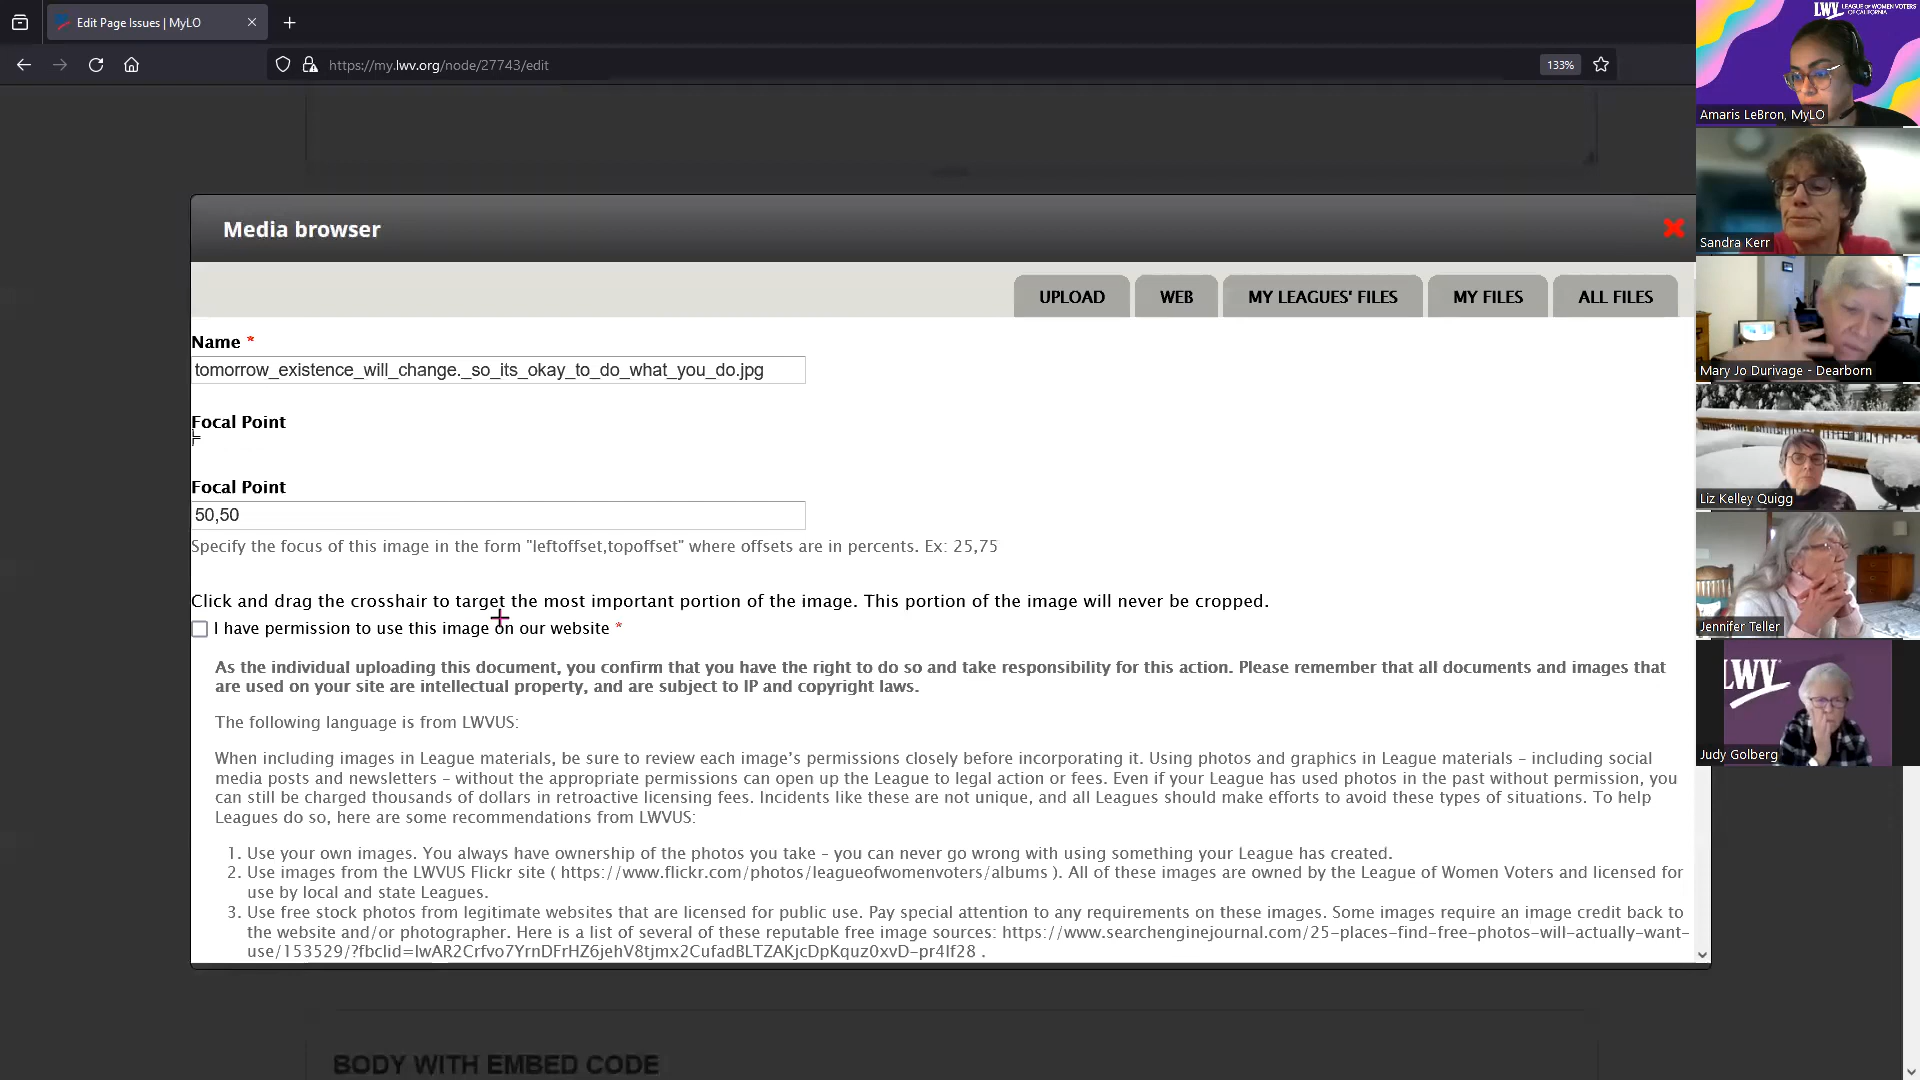 Edit Page Issues | MyLO
https://my.lwv.org/node/27743/edit
133%
Media browser
UPLOAD
WEB
MY LEAGUES' FILES
MY FILES
ALL FILES
Name *
tomorrow_existence_will_change._so_its_okay_to_do_what_you_do.jpg
Focal Point
Focal Point
50,50
Specify the focus of this image in the form "leftoffset,topoffset" where offsets are in percents. Ex: 25,75
Click and drag the crosshair to target the most important portion of the image. This portion of the image will never be cropped.
I have permission to use this image on our website *
As the individual uploading this document, you confirm that you have the right to do so and take responsibility for this action. Please remember that all documents and images that
are used on your site are intellectual property, and are subject to IP and copyright laws.
The following language is from LWVUS:
When including images in League materials, be sure to review each image’s permissions closely before incorporating it. Using photos and graphics in League materials – including social
media posts and newsletters – without the appropriate permissions can open up the League to legal action or fees. Even if your League has used photos in the past without permission, you
can still be charged thousands of dollars in retroactive licensing fees. Incidents like these are not unique, and all Leagues should make efforts to avoid these types of situations. To help
Leagues do so, here are some recommendations from LWVUS:
1. Use your own images. You always have ownership of the photos you take – you can never go wrong with using something your League has created.
2. Use images from the LWVUS Flickr site ( https://www.flickr.com/photos/leagueofwomenvoters/albums ). All of these images are owned by the League of Women Voters and licensed for
use by local and state Leagues.
3. Use free stock photos from legitimate websites that are licensed for public use. Pay special attention to any requirements on these images. Some images require an image credit back to
the website and/or photographer. Here is a list of several of these reputable free image sources: https://www.searchenginejournal.com/25-places-find-free-photos-will-actually-want-
use/153529/?fbclid=IwAR2Crfvo7YrnDFrHZ6jehV8tjmx2CufadBLTZAKjcDpKquz0xvD-pr4lf28 .
BODY WITH EMBED CODE
LWV LEAGUE OF WOMEN VOTERS
OF CALIFORNIA
Amaris LeBron, MyLO
Sandra Kerr
Mary Jo Durivage - Dearborn
Liz Kelley Quigg
Jennifer Teller
LWV
Judy Golberg